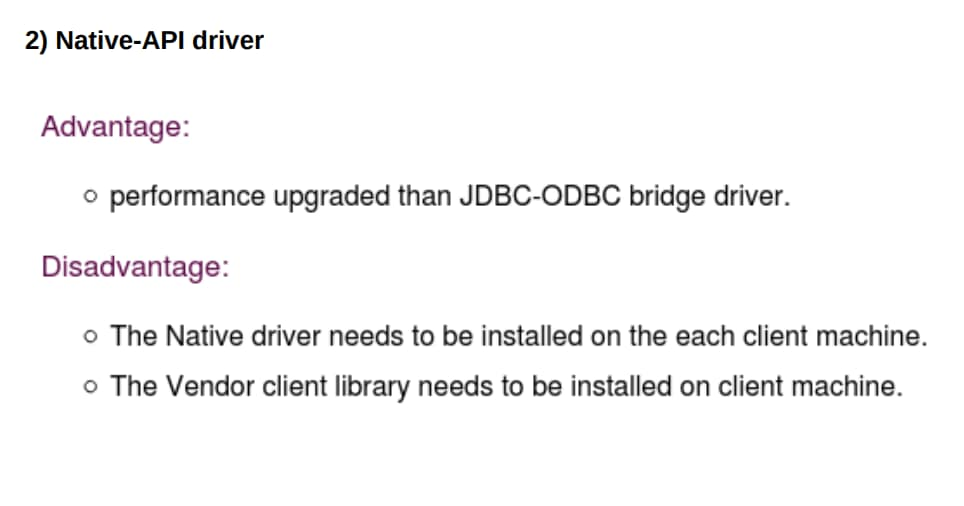 2) Native-API driver
Advantage:
○ performance upgraded than JDBC-ODBC bridge driver.
Disadvantage:
○ The Native driver needs to be installed on the each client machine.
○ The Vendor client library needs to be installed on client machine.